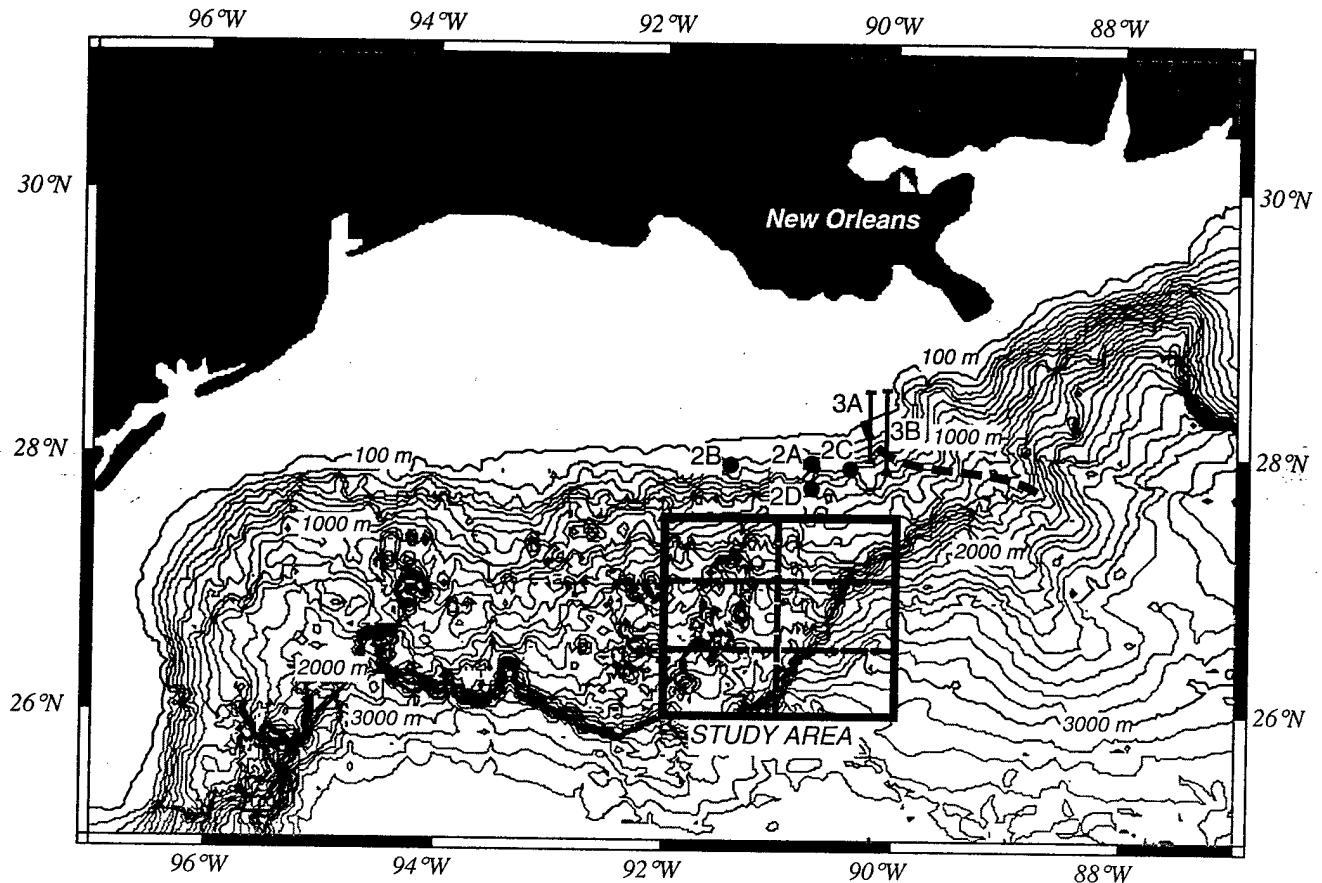 96°W 94°W 92°W 90°W 88°W
30°N 30°N
New Orleans
100 m
3A
3B 1000 m
28°N 100 m 2B 2A 2C 28°N
2D
1000 m
2000 m
2000 m
26°N 3000 m 3000 m 26°N
STUDY AREA
96°W 94°W 92°W 90°W 88°W